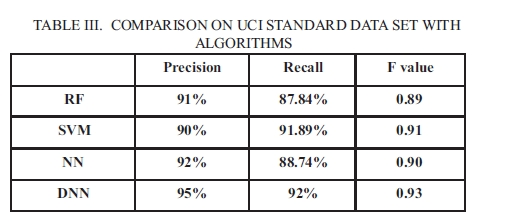 TABLE III. COMPARISON ON UCI STANDARD DATA SET WITH
ALGORITHMS
Precision Recall F value
RF 91% 87.84% 0.89
SVM 90% 91.89% 0.91
NN 92% 88.74% 0.90
DNN 95% 92% 0.93